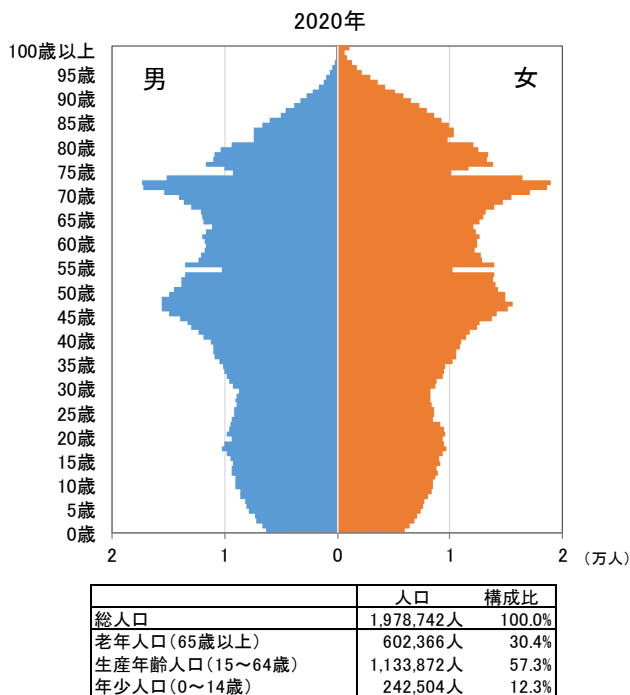 2020年
男 女
100歳以上
95歳
90歳
85歳
80歳
75歳
70歳
65歳
60歳
55歳
50歳
45歳
40歳
35歳
30歳
25歳
20歳
15歳
10歳
5歳
0歳
2 1 0 1 2 (万人)
人口 構成比
総人口 1,978,742人 100.0%
老年人口(65歳以上) 602,366人 30.4%
生産年齢人口(15～64歳) 1,133,872人 57.3%
年少人口(0～14歳) 242,504人 12.3%